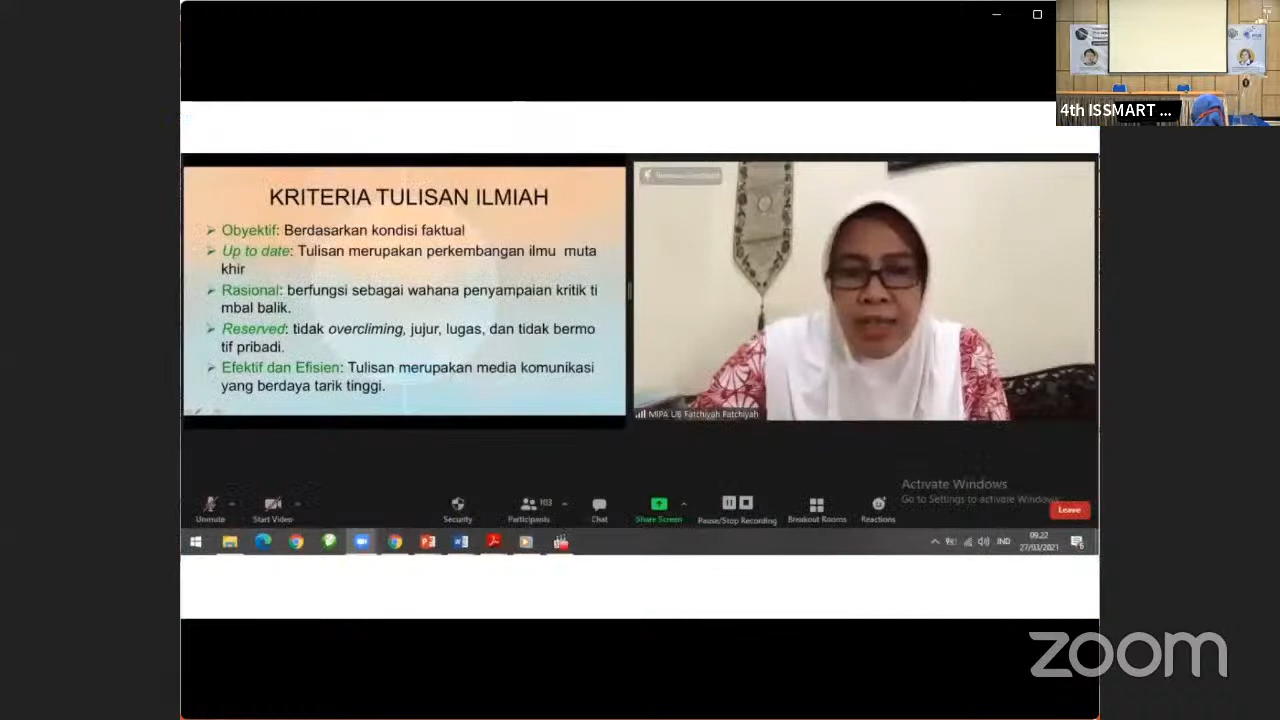 4th ISSMART ...
KRITERIA TULISAN ILMIAH
➢ Obyektif: Berdasarkan kondisi faktual
➢ Up to date: Tulisan merupakan perkembangan ilmu muta
khir
➢ Rasional: berfungsi sebagai wahana penyampaian kritik ti
mbal balik.
➢ Reserved: tidak overcliming, jujur, lugas, dan tidak bermo
tif pribadi.
➢ Efektif dan Efisien: Tulisan merupakan media komunikasi
yang berdaya tarik tinggi.
MIPA UB Fatchiyah Fatchiyah
Activate Windows
Go to Settings to activate Windows.
Unmute
Start Video
Security
Participants
103
Chat
Share Screen
Pause/Stop Recording
Breakout Rooms
Reactions
Leave
IND
09.22
27/03/2021
zoom